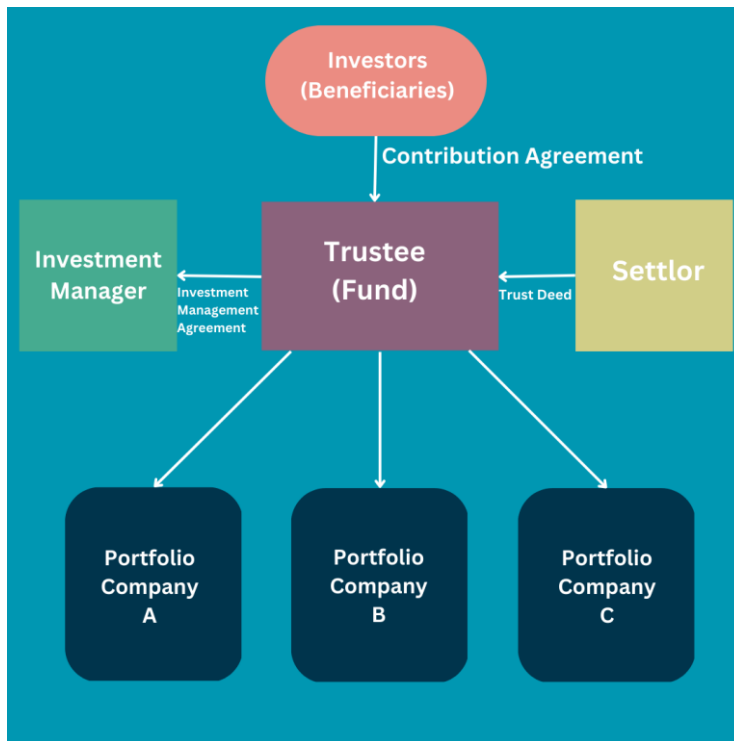 Investors
(Beneficiaries)
Contribution Agreement
Investment
Manager
Investment
Management
Agreement
Trustee
(Fund)
Trust Deed
Settlor
Portfolio
Company
A
Portfolio
Company
B
Portfolio
Company
C